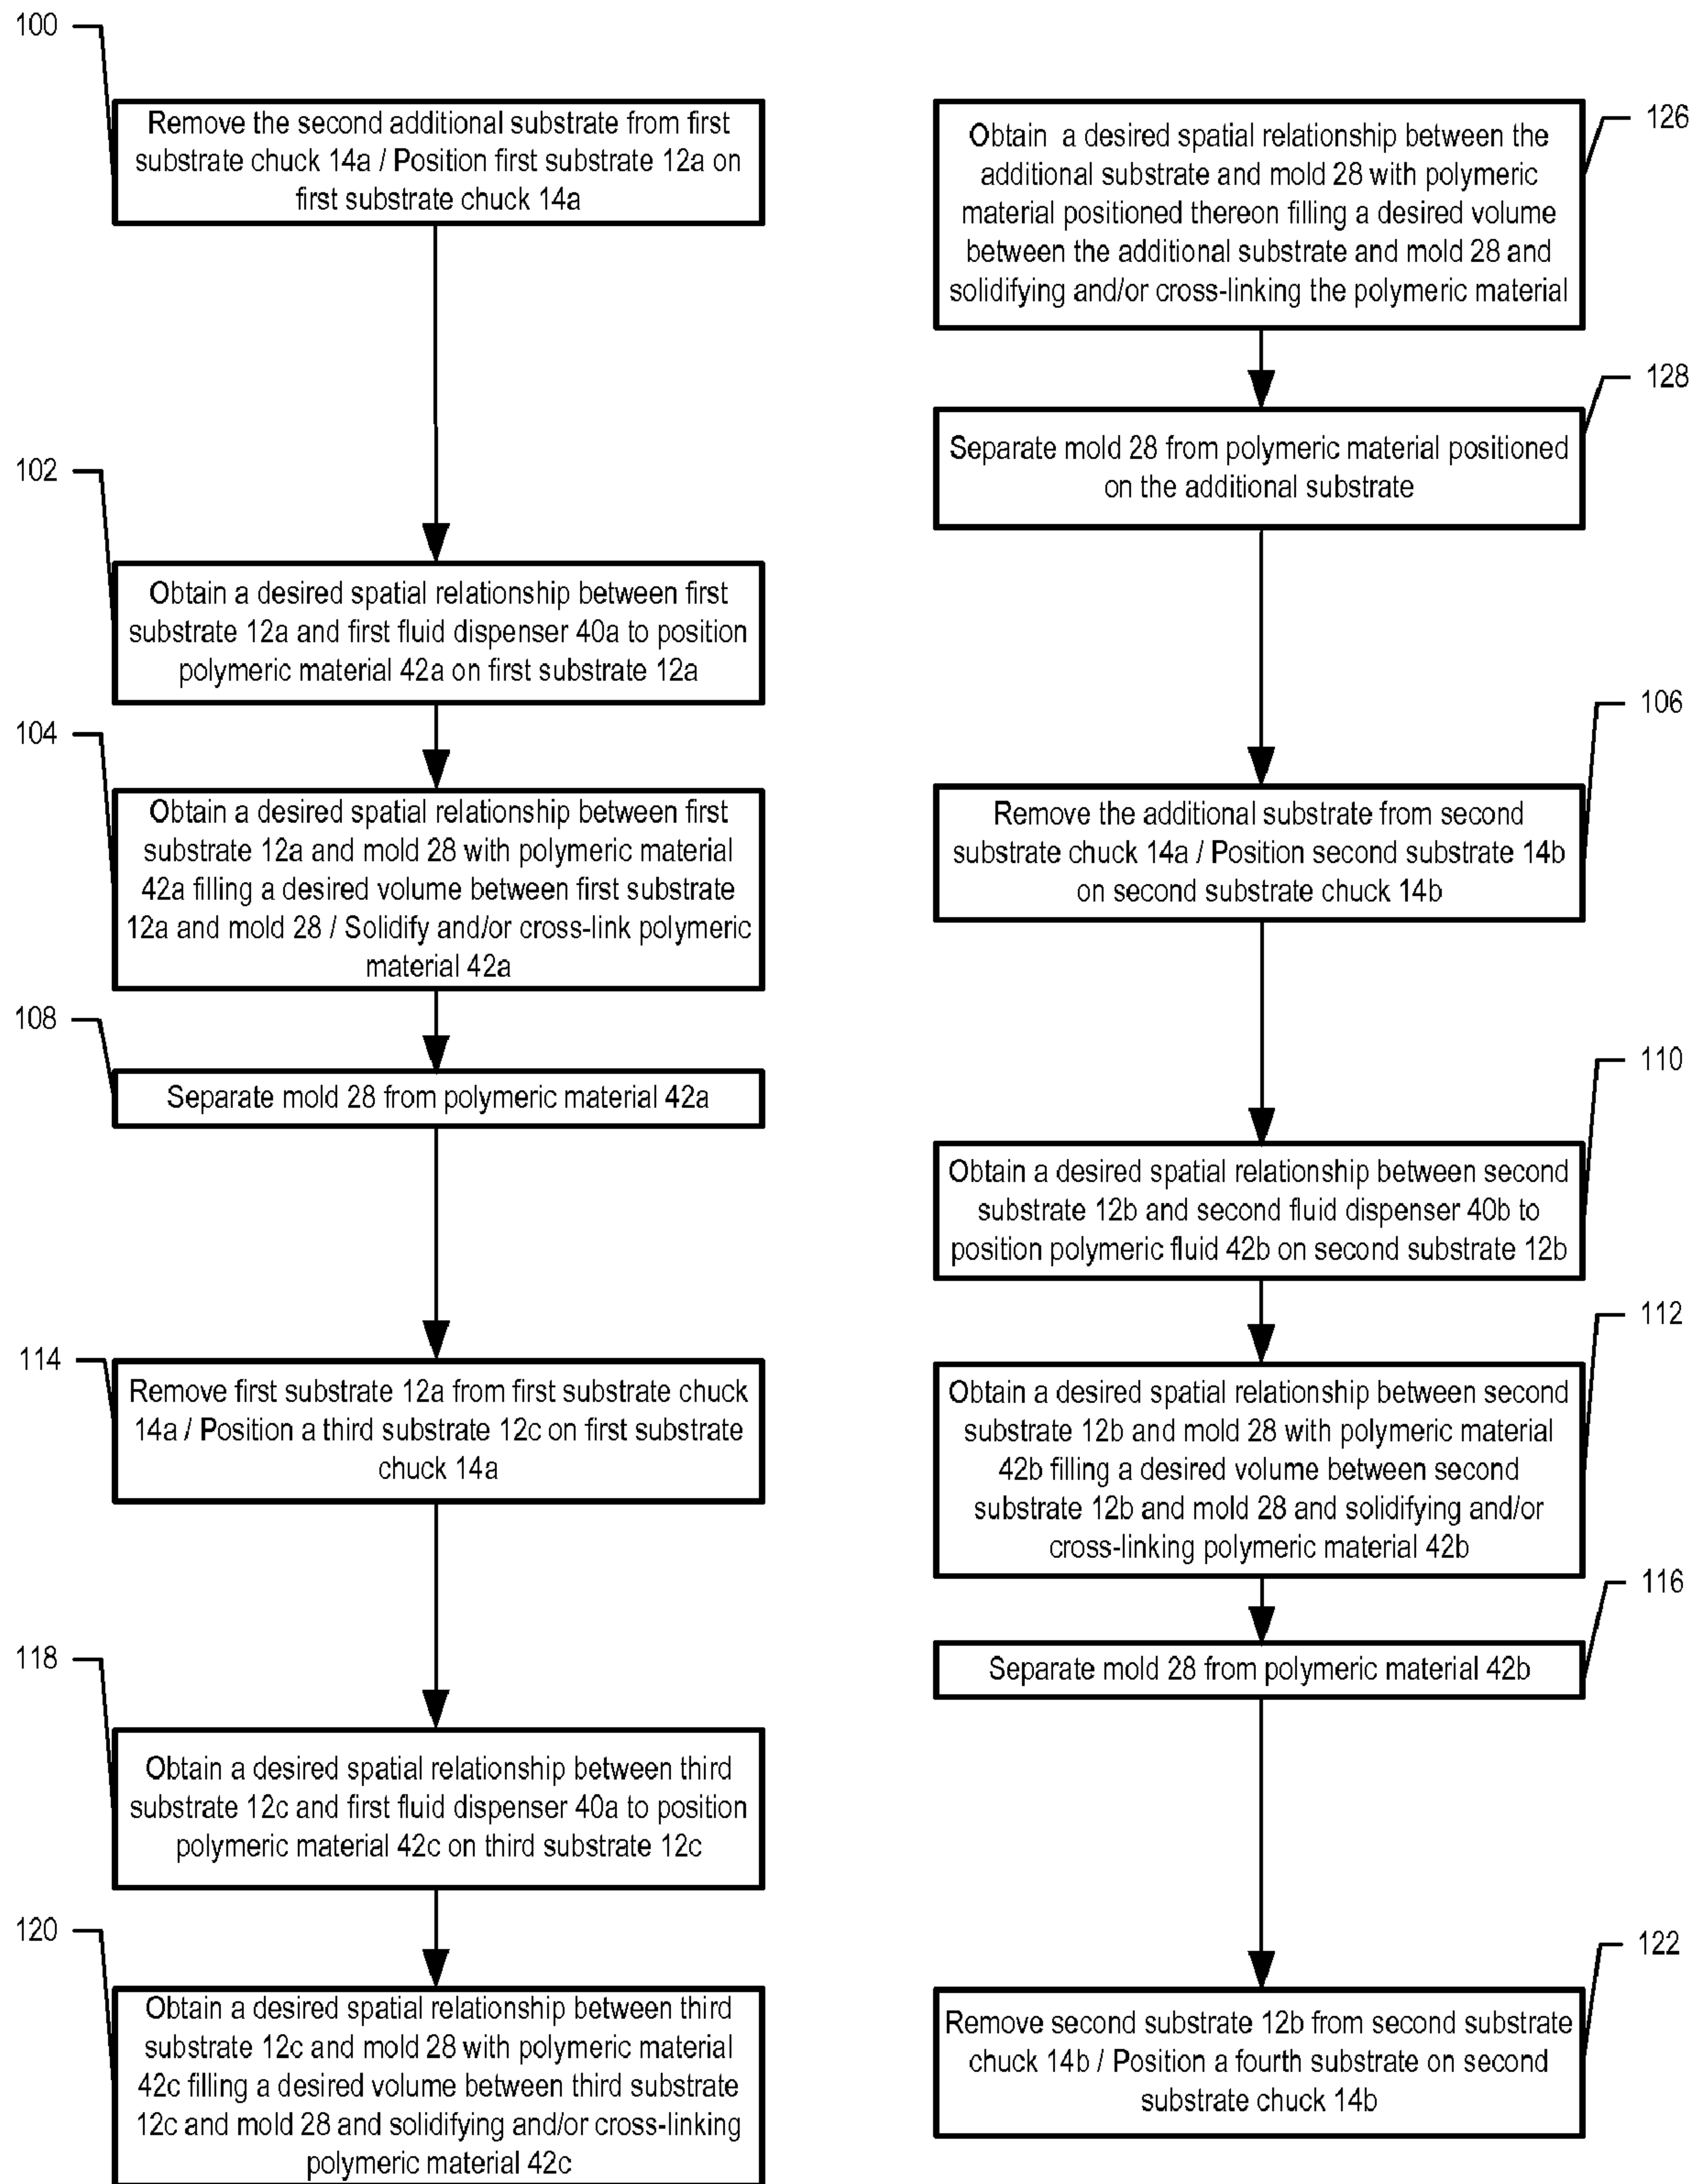 100
Remove the second additional substrate from first
substrate chuck 14a / Position first substrate 12a on
first substrate chuck 14a
102
Obtain a desired spatial relationship between first
substrate 12a and first fluid dispenser 40a to position
polymeric material 42a on first substrate 12a
104
Obtain a desired spatial relationship between first
substrate 12a and mold 28 with polymeric material
42a filling a desired volume between first substrate
12a and mold 28 / Solidify and/or cross-link polymeric
material 42a
108
Separate mold 28 from polymeric material 42a
114
Remove first substrate 12a from first substrate chuck
14a / Position a third substrate 12c on first substrate
chuck 14a
118
Obtain a desired spatial relationship between third
substrate 12c and first fluid dispenser 40a to position
polymeric material 42c on third substrate 12c
120
Obtain a desired spatial relationship between third
substrate 12c and mold 28 with polymeric material
42c filling a desired volume between third substrate
12c and mold 28 and solidifying and/or cross-linking
polymeric material 42c
126
Obtain a desired spatial relationship between the
additional substrate and mold 28 with polymeric
material positioned thereon filling a desired volume
between the additional substrate and mold 28 and
solidifying and/or cross-linking the polymeric material
128
Separate mold 28 from polymeric material positioned
on the additional substrate
106
Remove the additional substrate from second
substrate chuck 14a / Position second substrate 14b
on second substrate chuck 14b
110
Obtain a desired spatial relationship between second
substrate 12b and second fluid dispenser 40b to
position polymeric fluid 42b on second substrate 12b
112
Obtain a desired spatial relationship between second
substrate 12b and mold 28 with polymeric material
42b filling a desired volume between second
substrate 12b and mold 28 and solidifying and/or
cross-linking polymeric material 42b
116
Separate mold 28 from polymeric material 42b
122
Remove second substrate 12b from second substrate
chuck 14b / Position a fourth substrate on second
substrate chuck 14b